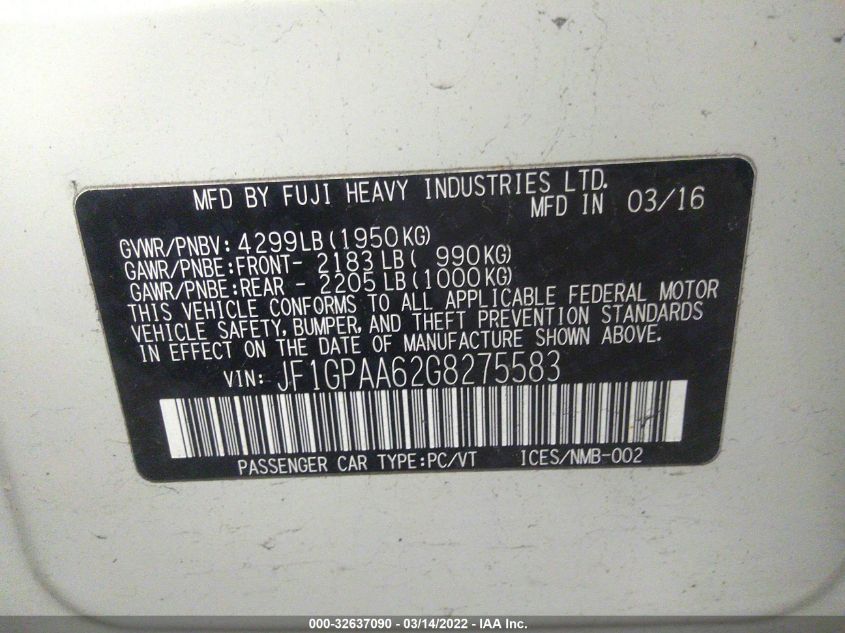 MFD BY FUJI HEAVY INDUSTRIES LTD.
MFD IN 03/16
GVWR/PNBV: 4299LB(1950KG)
GAWR/PNBE:FRONT- 2183LB( 990KG)
GAWR/PNBE:REAR - 2205LB(1000KG)
THIS VEHICLE CONFORMS TO ALL APPLICABLE FEDERAL MOTOR
VEHICLE SAFETY, BUMPER, AND THEFT PREVENTION STANDARDS
IN EFFECT ON THE DATE OF MANUFACTURE SHOWN ABOVE.
VIN: JF1GPAA62G8275583
PASSENGER CAR TYPE:PC/VT ICES/NMB-002
000-32637090 - 03/14/2022 - IAA Inc.